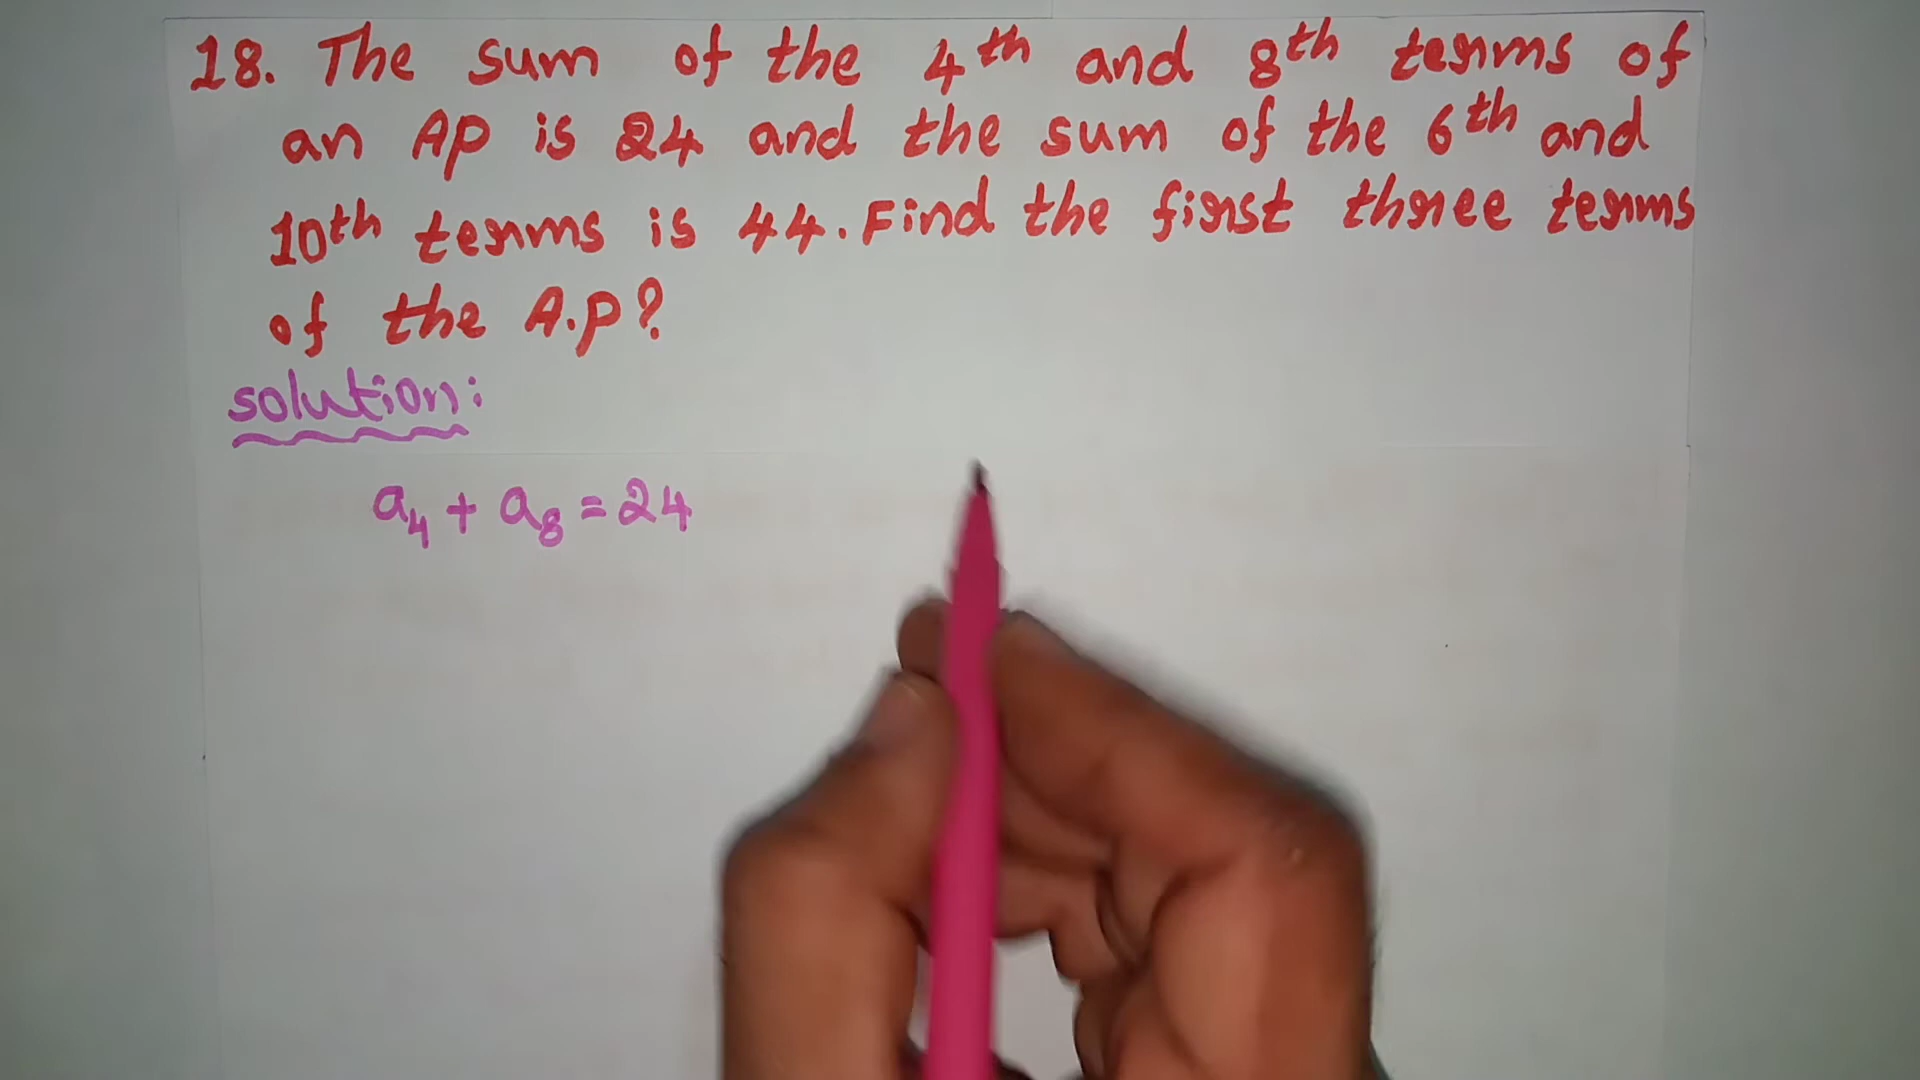 18. The sum of the 4th and 8th terms of
an AP is 24 and the sum of the 6th and
10th terms is 44. Find the first three terms
of the A.P?
solution:
a₄ + a₈ = 24